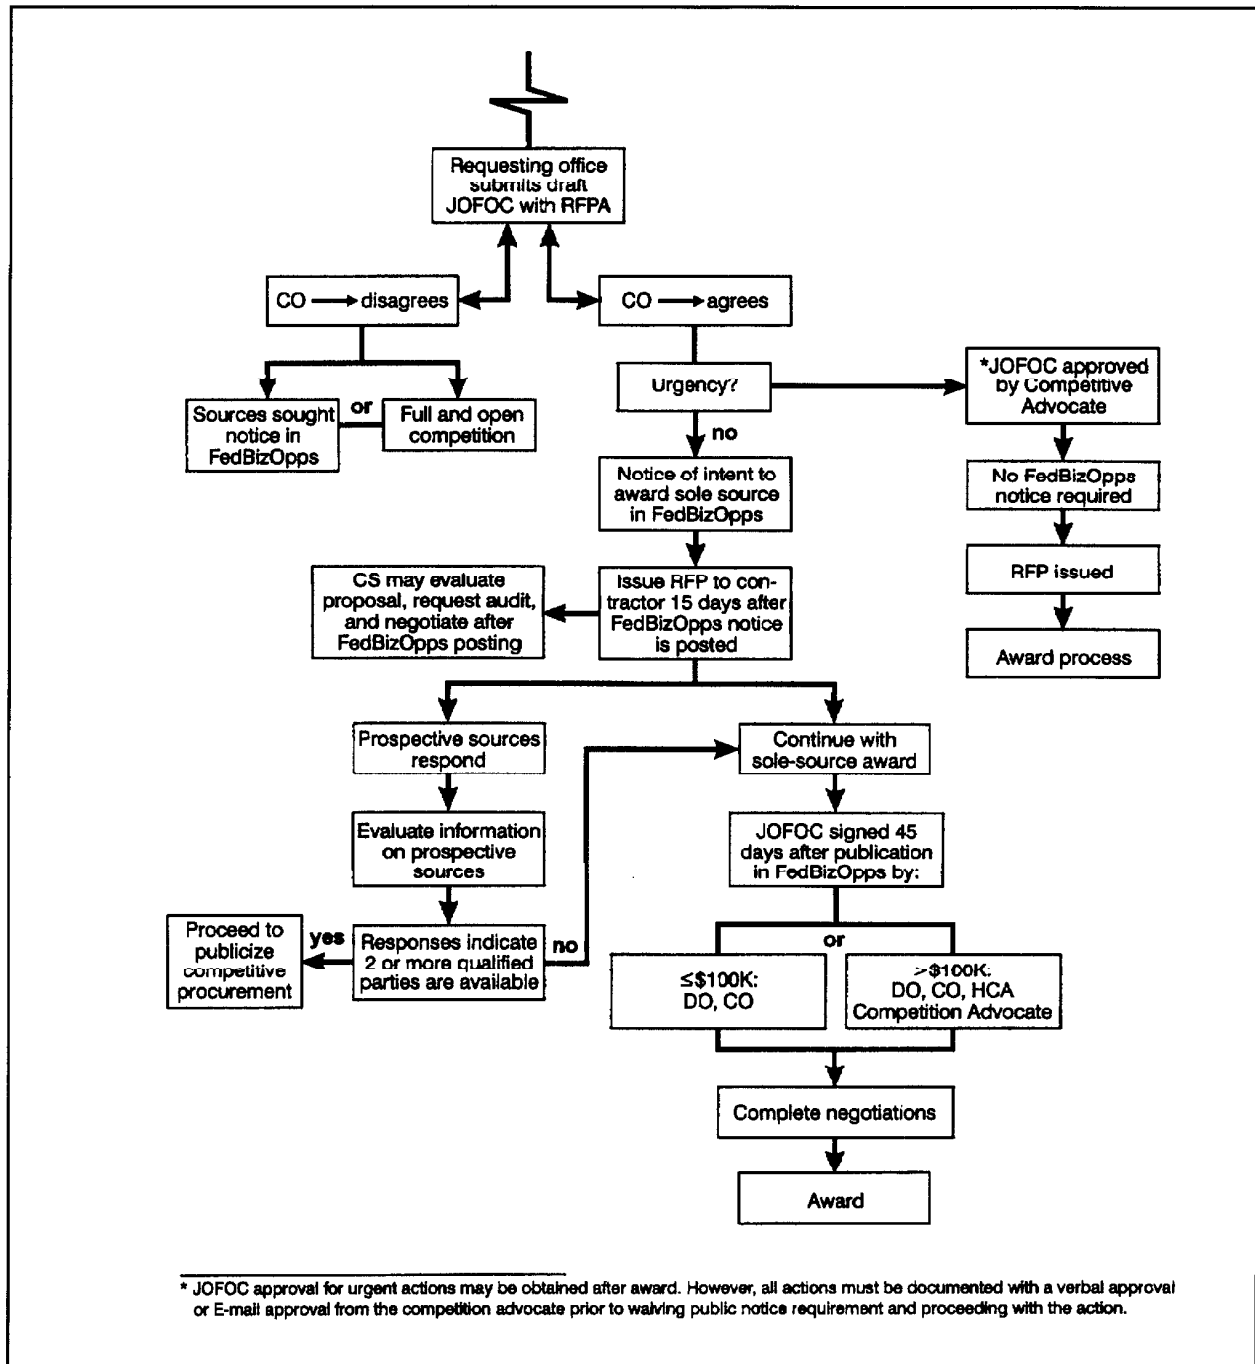 Requesting office
submits draft
JOFOC with RFPA
CO → disagrees
CO → agrees
Urgency?
*JOFOC approved
by Competitive
Advocate
Sources sought
notice in
FedBizOpps
or
Full and open
competition
no
Notice of intent to
award sole source
in FedBizOpps
No FedBizOpps
notice required
CS may evaluate
proposal, request audit,
and negotiate after
FedBizOpps posting
Issue RFP to con-
tractor 15 days after
FedBizOpps notice
is posted
RFP issued
Award process
Prospective sources
respond
Continue with
sole-source award
Evaluate information
on prospective
sources
JOFOC signed 45
days after publication
in FedBizOpps by:
Proceed to
publicize
competitive
procurement
yes
Responses indicate
2 or more qualified
parties are available
no
or
≤$100K:
DO, CO
>$100K:
DO, CO, HCA
Competition Advocate
Complete negotiations
Award
* JOFOC approval for urgent actions may be obtained after award. However, all actions must be documented with a verbal approval
or E-mail approval from the competition advocate prior to waiving public notice requirement and proceeding with the action.